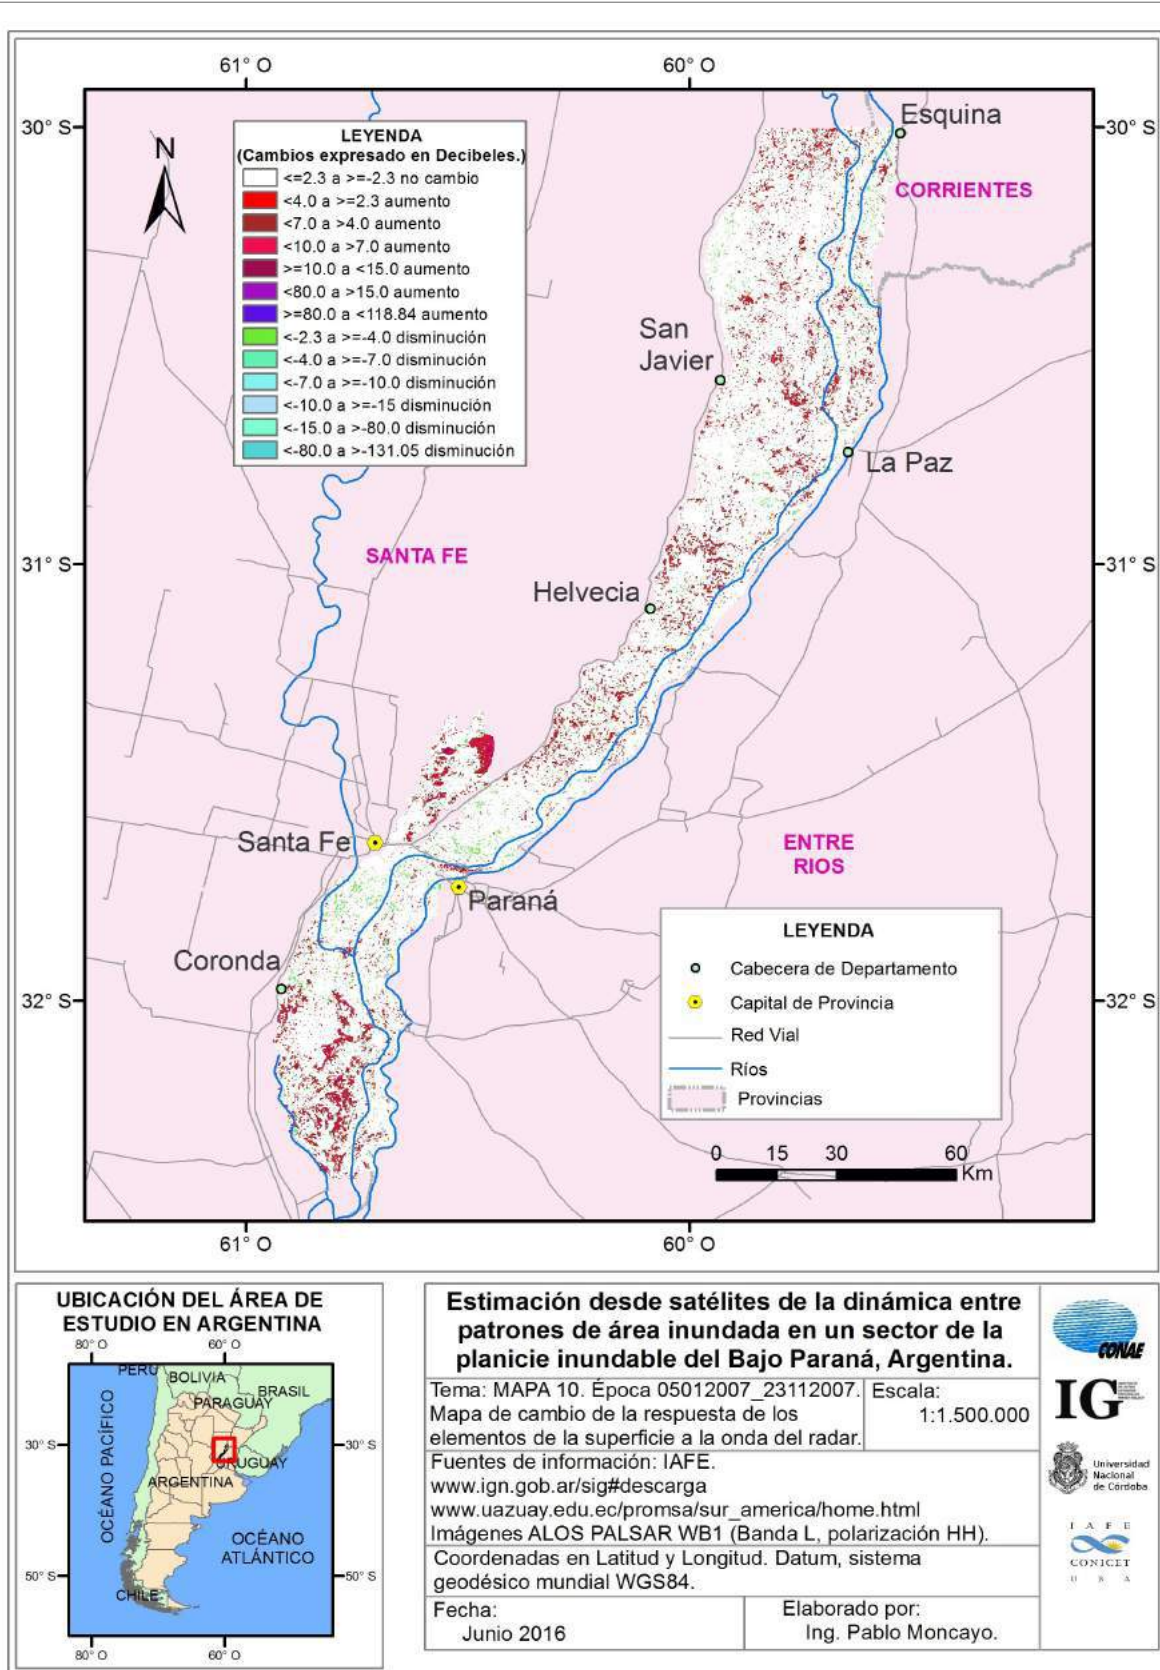 61° O
60° O
30° S
30° S
N
LEYENDA
(Cambios expresado en Decibeles.)
<=2.3 a >=-2.3 no cambio
<4.0 a >=2.3 aumento
<7.0 a >4.0 aumento
<10.0 a >7.0 aumento
>=10.0 a <15.0 aumento
<80.0 a >15.0 aumento
>=80.0 a <118.84 aumento
<-2.3 a >=-4.0 disminución
<-4.0 a >=-7.0 disminución
<-7.0 a >=-10.0 disminución
<-10.0 a >=-15 disminución
<-15.0 a >-80.0 disminución
<-80.0 a >-131.05 disminución
Esquina
CORRIENTES
San
Javier
La Paz
SANTA FE
31° S
31° S
Helvecia
Santa Fe
ENTRE
RIOS
Paraná
Coronda
32° S
32° S
LEYENDA
Cabecera de Departamento
Capital de Provincia
Red Vial
Ríos
Provincias
0 15 30 60
Km
61° O
60° O
UBICACIÓN DEL ÁREA DE
ESTUDIO EN ARGENTINA
80° O
60° O
PERÚ
BOLIVIA
BRASIL
PARAGUAY
30° S
30° S
URUGUAY
ARGENTINA
OCÉANO PACÍFICO
OCÉANO
ATLÁNTICO
50° S
50° S
CHILE
80° O
60° O
Estimación desde satélites de la dinámica entre
patrones de área inundada en un sector de la
planicie inundable del Bajo Paraná, Argentina.
Tema: MAPA 10. Época 05012007_23112007.
Mapa de cambio de la respuesta de los
elementos de la superficie a la onda del radar.
Escala:
1:1.500.000
Fuentes de información: IAFE.
www.ign.gob.ar/sig#descarga
www.uazuay.edu.ec/promsa/sur_america/home.html
Imágenes ALOS PALSAR WB1 (Banda L, polarización HH).
Coordenadas en Latitud y Longitud. Datum, sistema
geodésico mundial WGS84.
Fecha:
Junio 2016
Elaborado por:
Ing. Pablo Moncayo.
CONAE
IG
Universidad
Nacional
de Córdoba
IAFE
CONICET
UBA